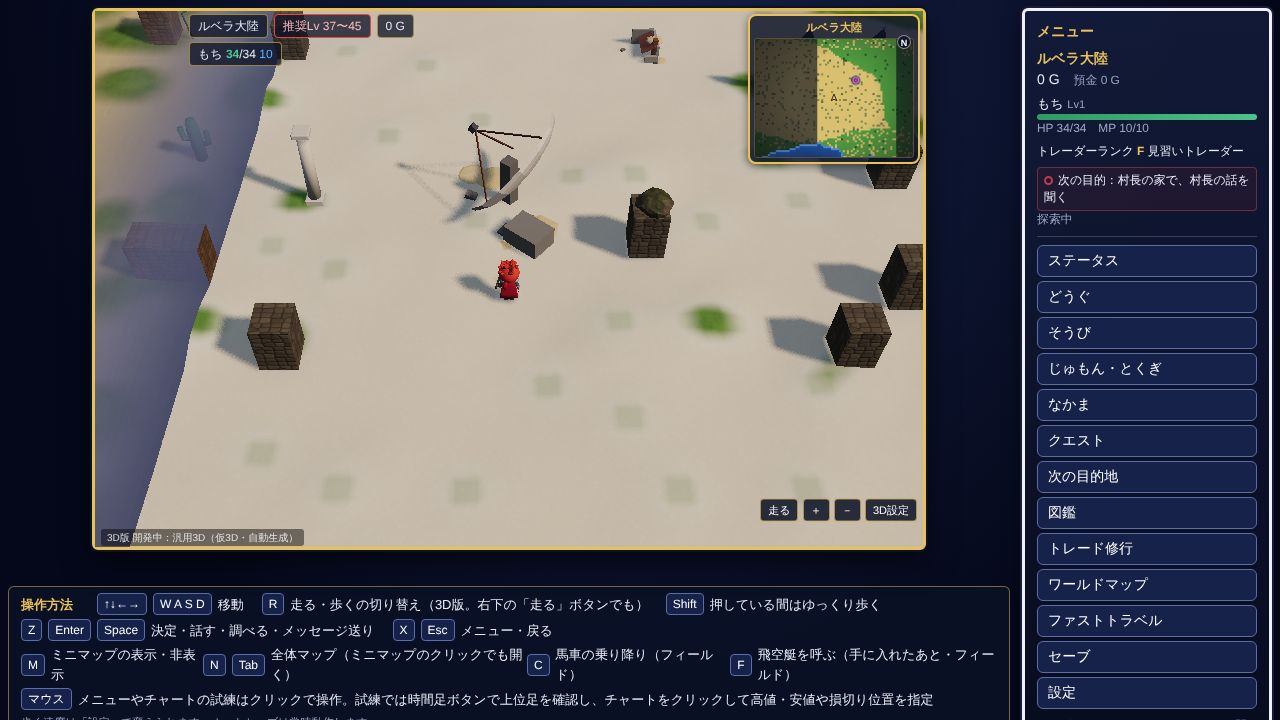 ルベラ大陸 推奨Lv 37〜45 0 G
もち 34/34 10
ルベラ大陸
N
A
走る + − 3D設定
3D版 開発中：汎用3D（仮3D・自動生成）
メニュー
ルベラ大陸
0 G 預金 0 G
もち Lv1
HP 34/34 MP 10/10
トレーダーランク F 見習いトレーダー
次の目的：村長の家で、村長の話を
聞く
探索中
ステータス
どうぐ
そうび
じゅもん・とくぎ
なかま
クエスト
次の目的地
図鑑
トレード修行
ワールドマップ
ファストトラベル
セーブ
設定
操作方法 ↑↓←→ W A S D 移動 R 走る・歩くの切り替え（3D版。右下の「走る」ボタンでも） Shift 押している間はゆっくり歩く
Z Enter Space 決定・話す・調べる・メッセージ送り X Esc メニュー・戻る
M ミニマップの表示・非表示 N Tab 全体マップ（ミニマップのクリックでも開く） C 馬車の乗り降り（フィールド） F 飛空艇を呼ぶ（手に入れたあと・フィールド）
マウス メニューやチャートの試練はクリックで操作。試練では時間足ボタンで上位足を確認し、チャートをクリックして高値・安値や損切り位置を指定